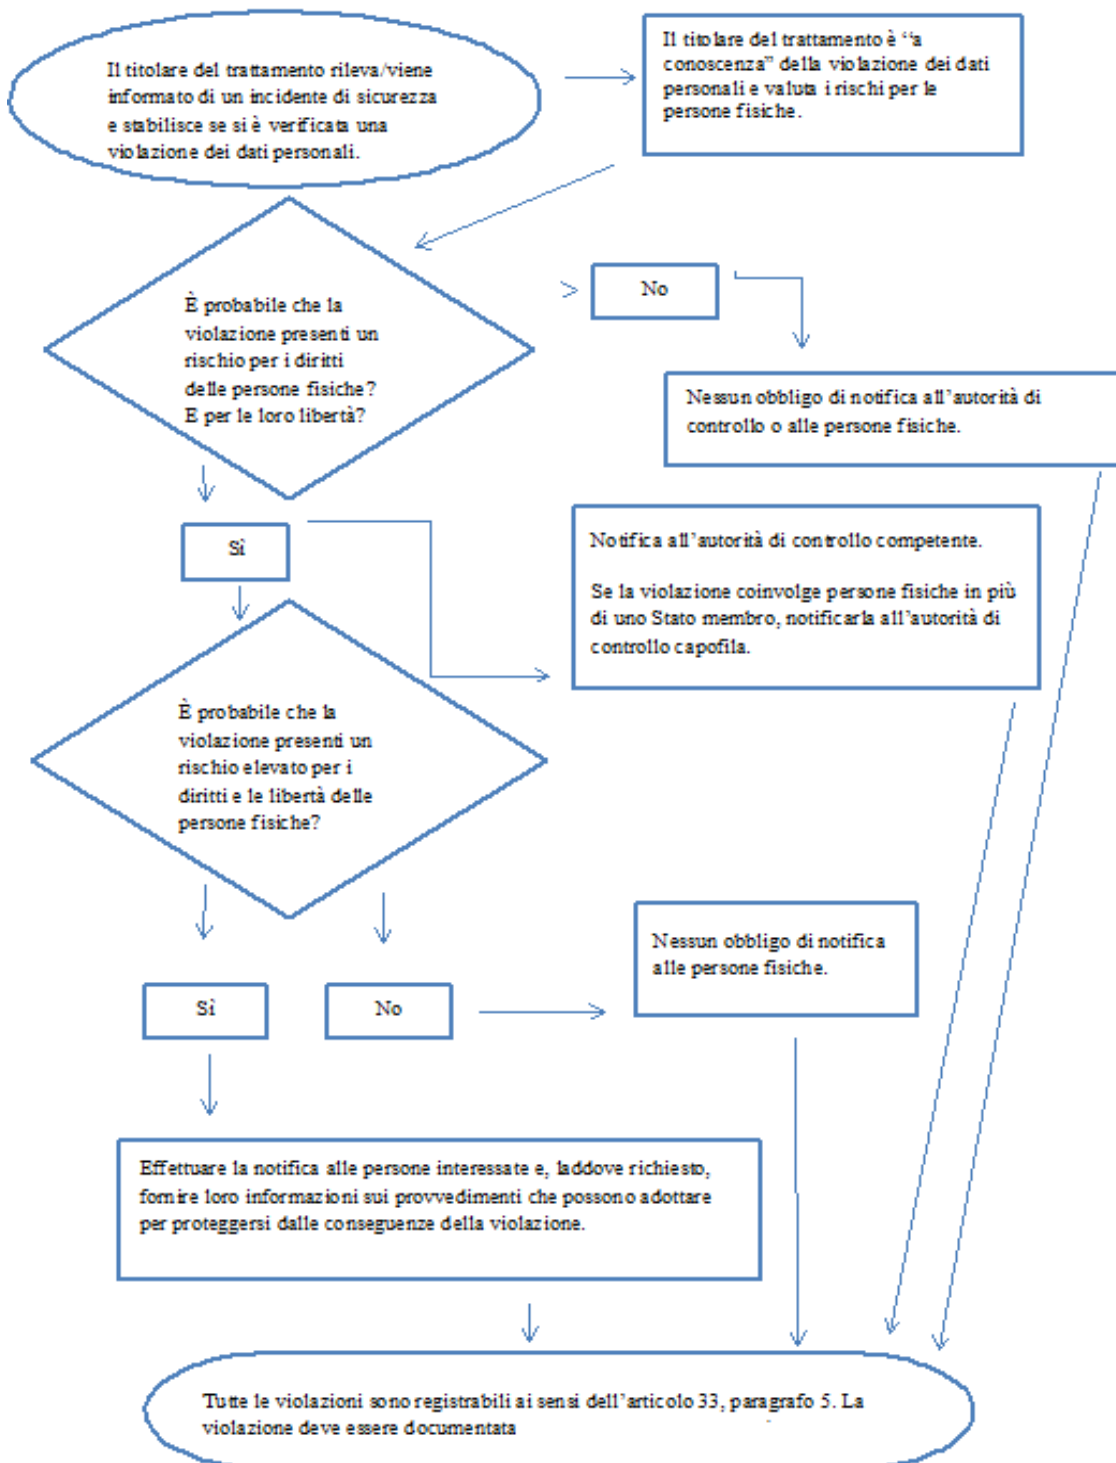 Il titolare del trattamento rileva/viene
informato di un incidente di sicurezza
e stabilisce se si è verificata una
violazione dei dati personali.
Il titolare del trattamento è “a
conoscenza” della violazione dei dati
personali e valuta i rischi per le
persone fisiche.
È probabile che la
violazione presenti un
rischio per i diritti
delle persone fisiche?
E per le loro libertà?
No
Nessun obbligo di notifica all’autorità di
controllo o alle persone fisiche.
Sì
Notifica all’autorità di controllo competente.
Se la violazione coinvolge persone fisiche in più
di uno Stato membro, notificarla all’autorità di
controllo capofila.
È probabile che la
violazione presenti un
rischio elevato per i
diritti e le libertà delle
persone fisiche?
Nessun obbligo di notifica
alle persone fisiche.
Sì
No
Effettuare la notifica alle persone interessate e, laddove richiesto,
fornire loro informazioni sui provvedimenti che possono adottare
per proteggersi dalle conseguenze della violazione.
Tutte le violazioni sono registrabili ai sensi dell’articolo 33, paragrafo 5. La
violazione deve essere documentata